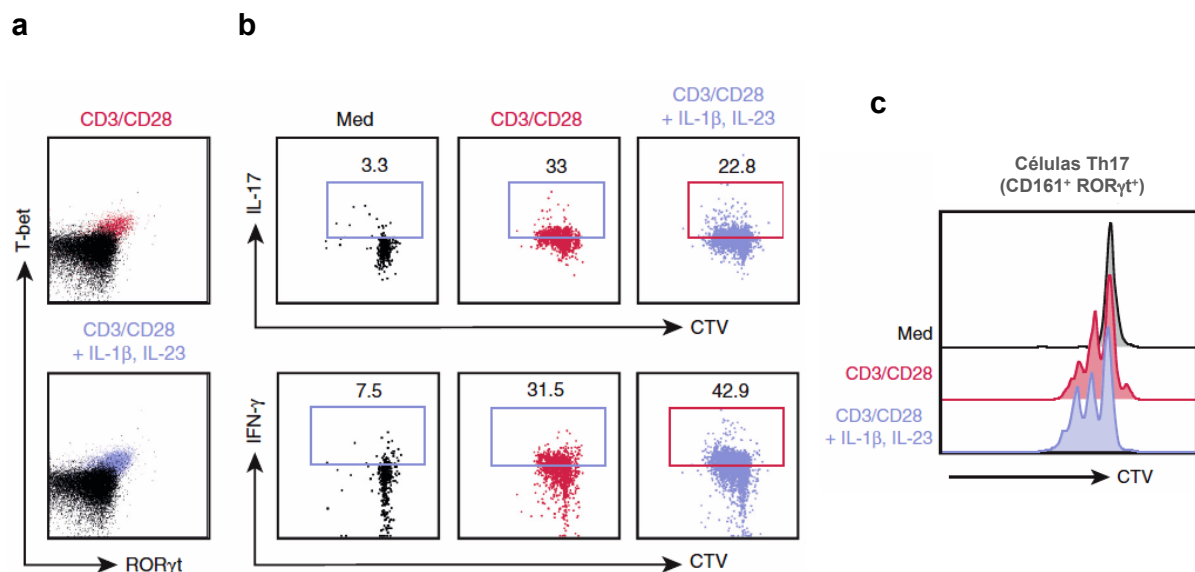 a
b
c
CD3/CD28
T-bet
CD3/CD28
+ IL-1β, IL-23
RORγt
Med
CD3/CD28
CD3/CD28
+ IL-1β, IL-23
IL-17
3.3
33
22.8
CTV
IFN-γ
7.5
31.5
42.9
CTV
Células Th17
(CD161⁺ RORγt⁺)
Med
CD3/CD28
CD3/CD28
+ IL-1β, IL-23
CTV